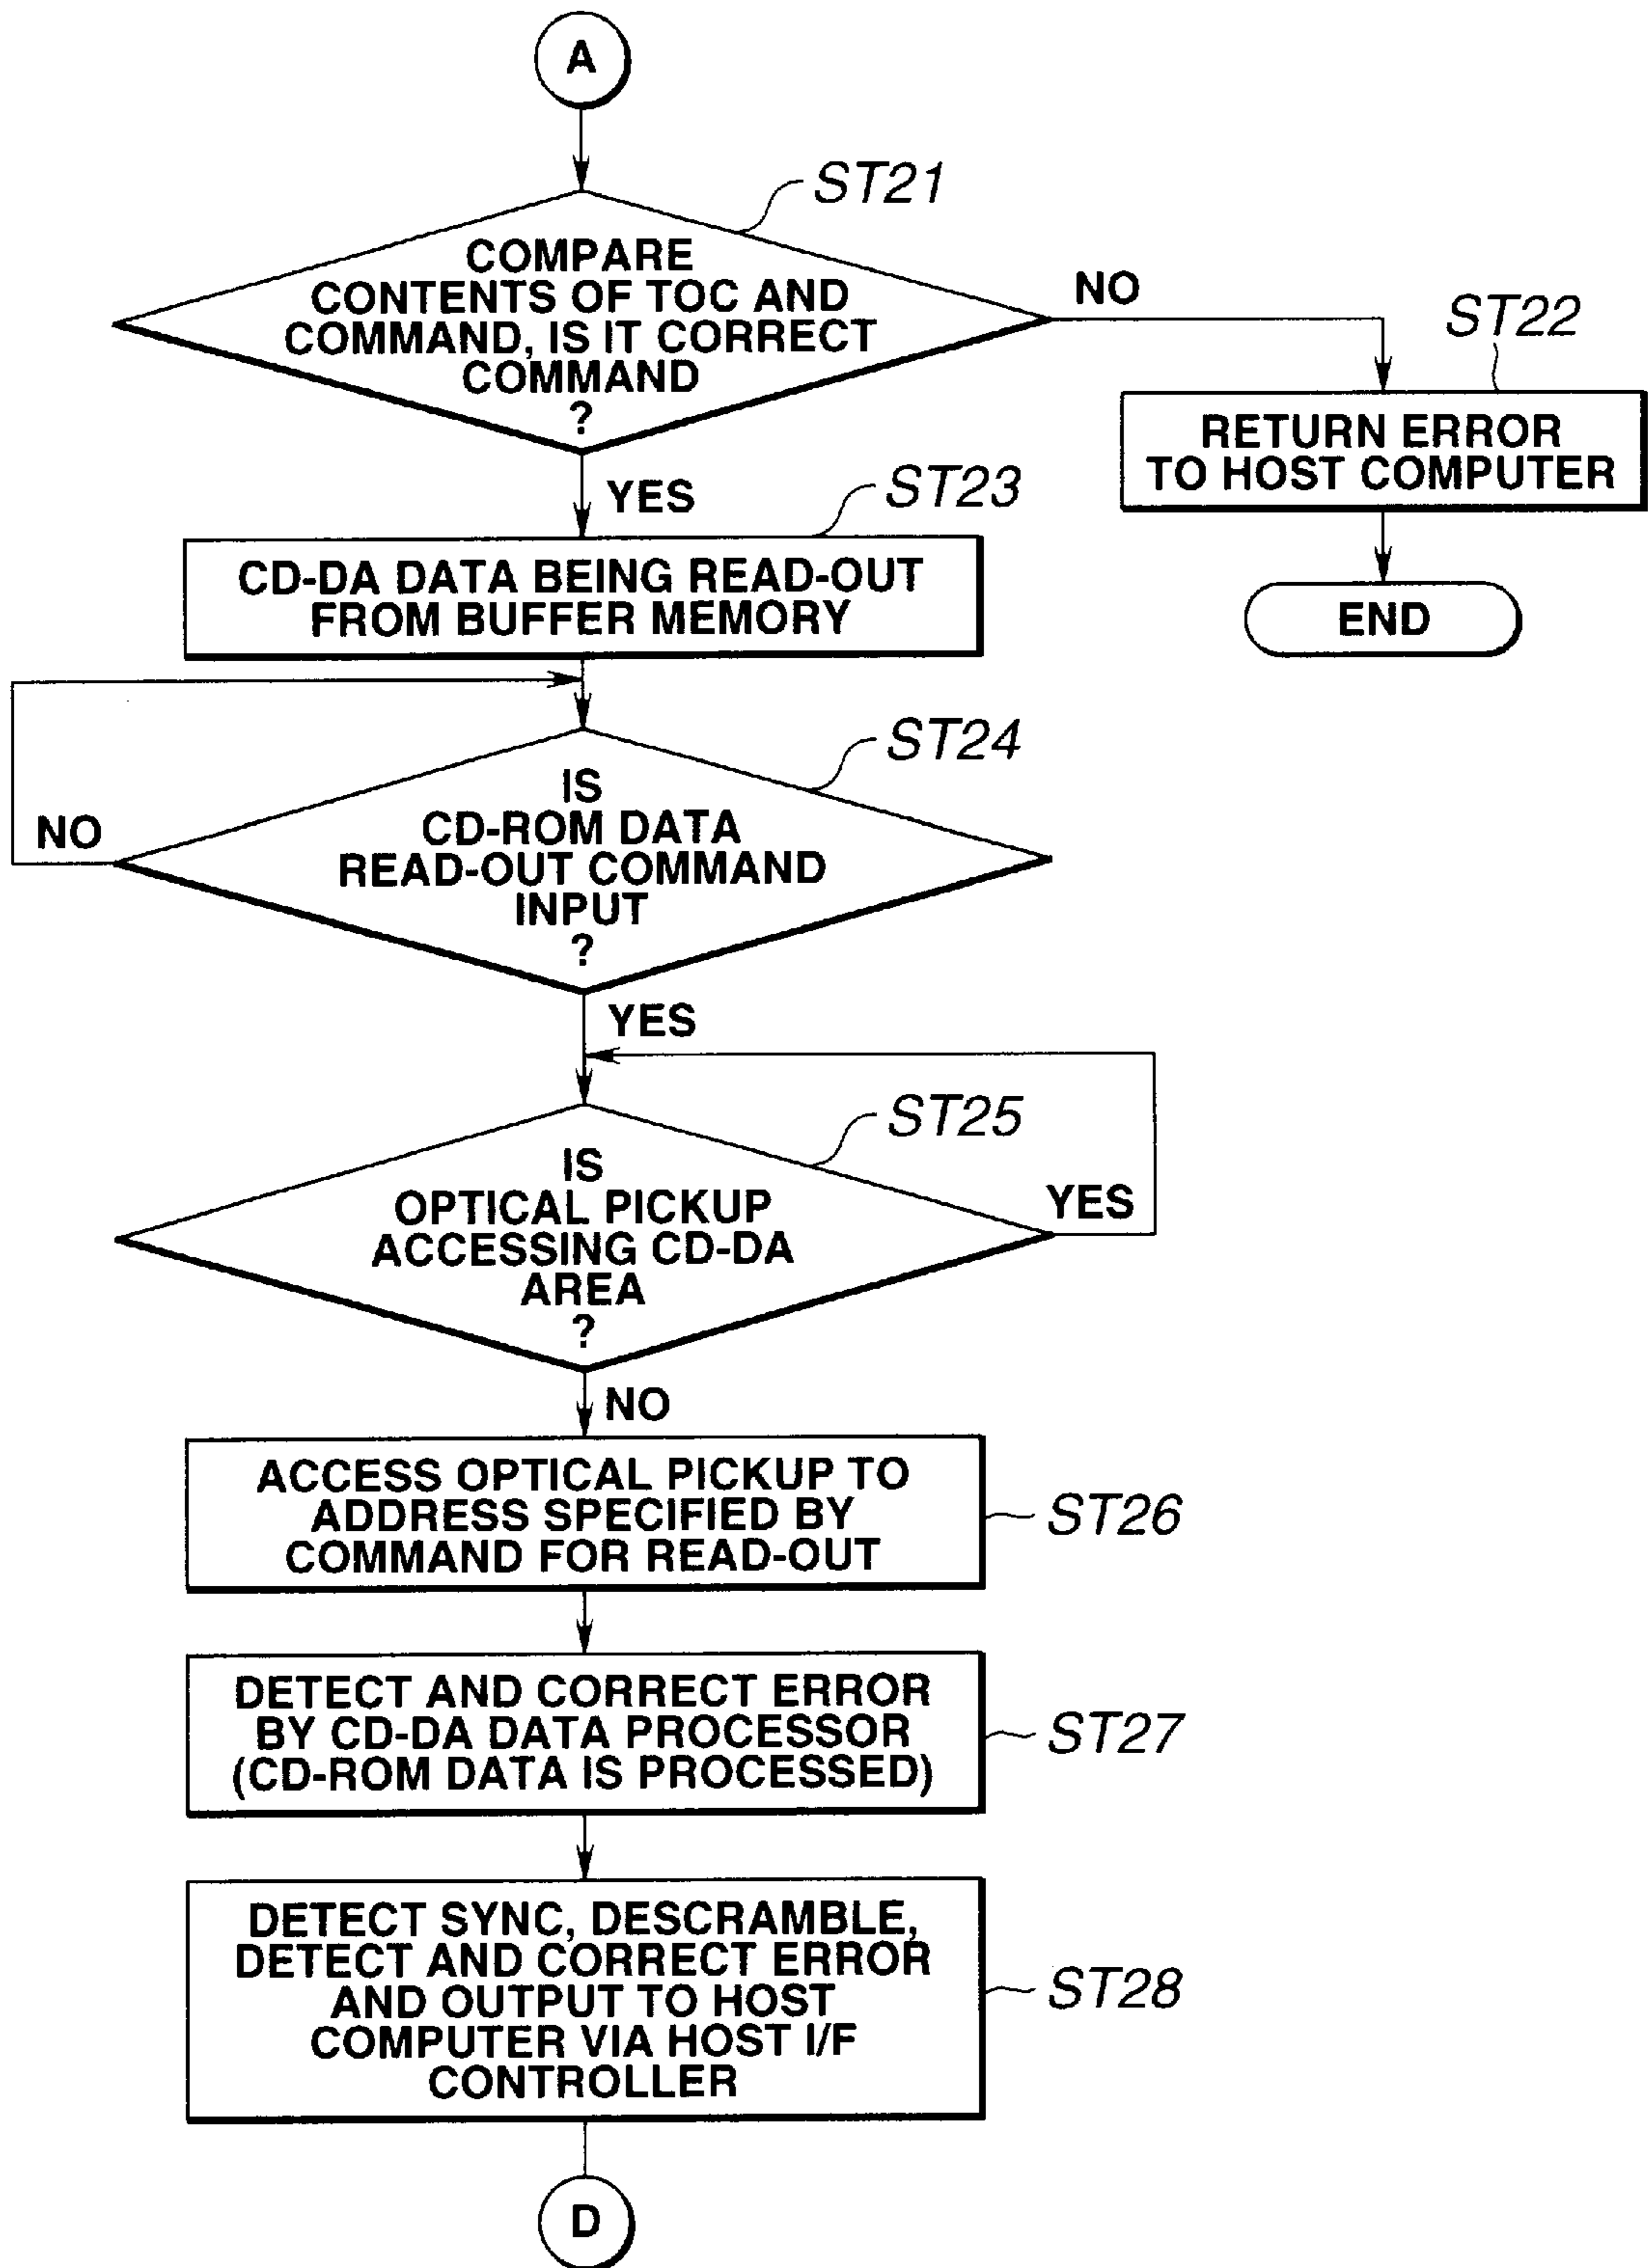 A
ST21
COMPARE
CONTENTS OF TOC AND
COMMAND, IS IT CORRECT
COMMAND
?
NO
ST22
RETURN ERROR
TO HOST COMPUTER
END
YES
ST23
CD-DA DATA BEING READ-OUT
FROM BUFFER MEMORY
ST24
IS
CD-ROM DATA
READ-OUT COMMAND
INPUT
?
NO
YES
ST25
IS
OPTICAL PICKUP
ACCESSING CD-DA
AREA
?
YES
NO
ACCESS OPTICAL PICKUP TO
ADDRESS SPECIFIED BY
COMMAND FOR READ-OUT
ST26
DETECT AND CORRECT ERROR
BY CD-DA DATA PROCESSOR
(CD-ROM DATA IS PROCESSED)
ST27
DETECT SYNC, DESCRAMBLE,
DETECT AND CORRECT ERROR
AND OUTPUT TO HOST
COMPUTER VIA HOST I/F
CONTROLLER
ST28
D